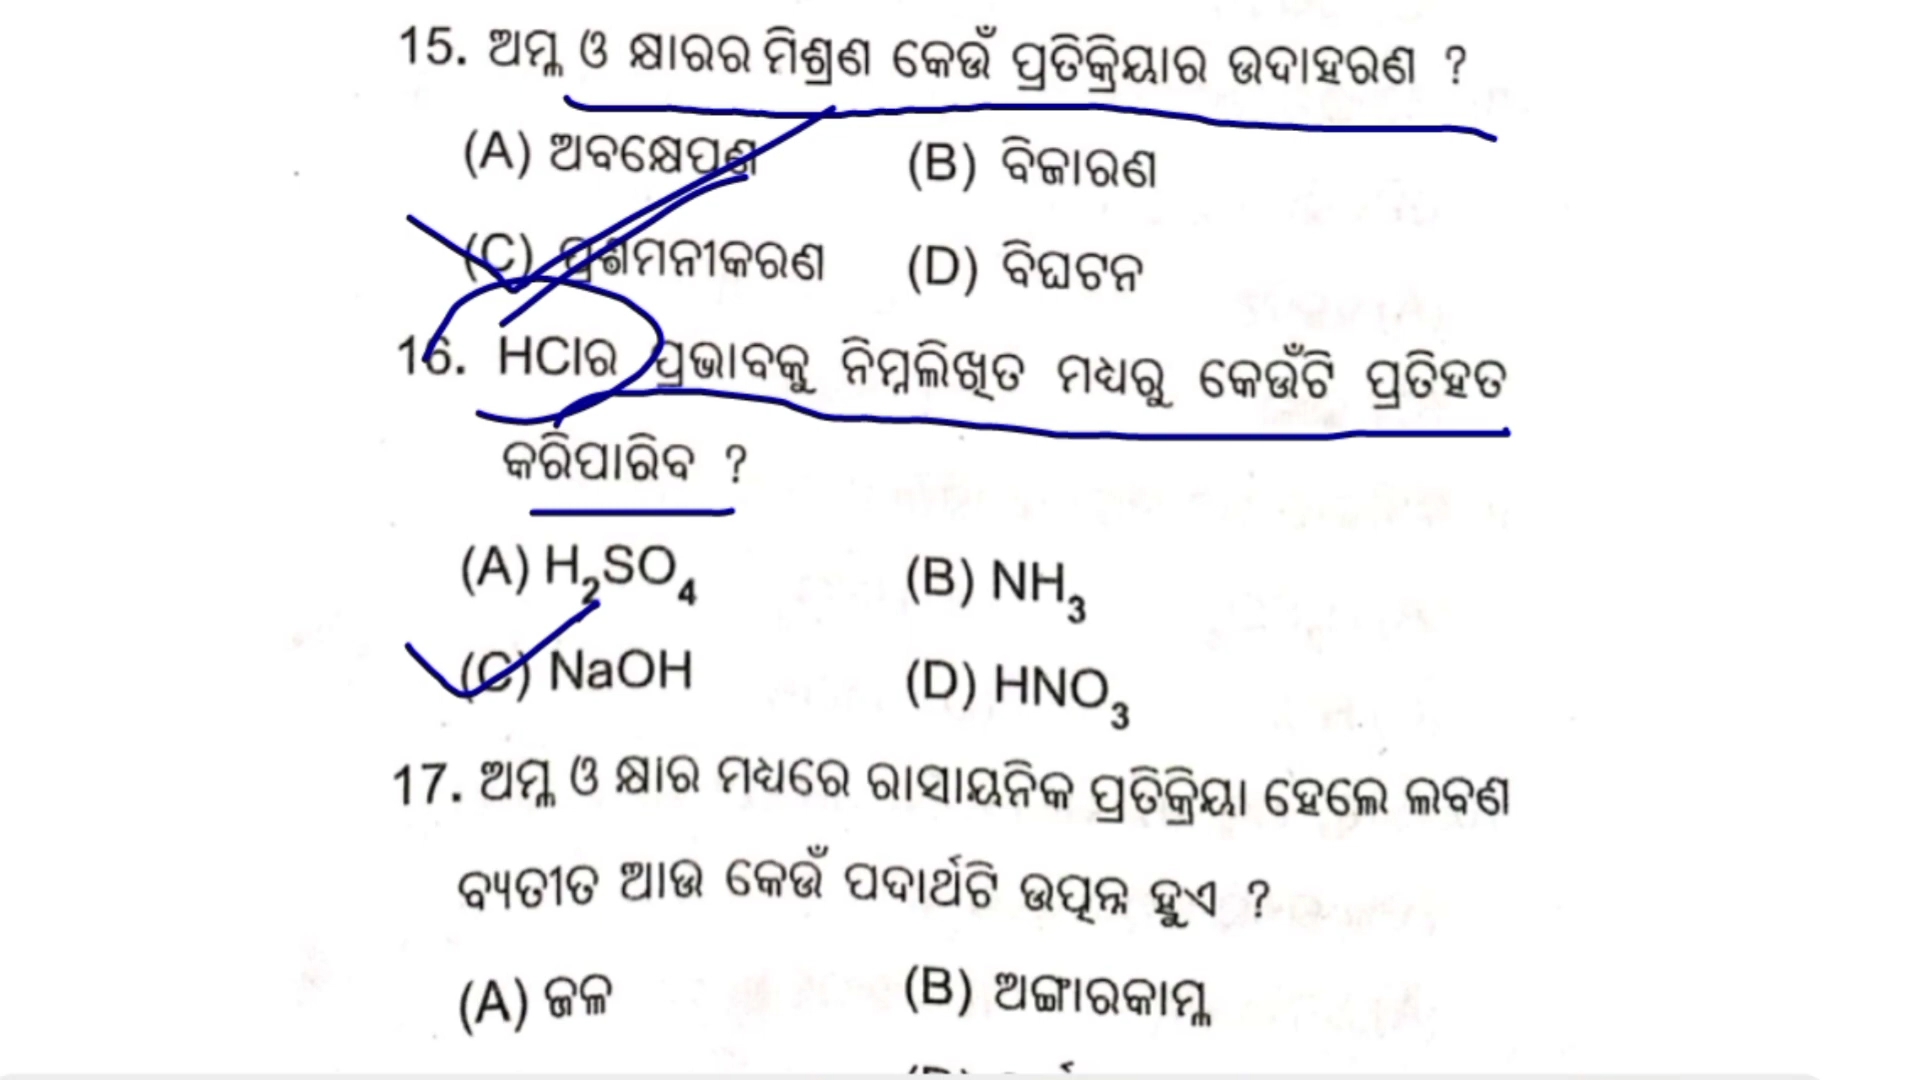 15. ଅମ୍ଳ ଓ କ୍ଷାରର ମିଶ୍ରଣ କେଉଁ ପ୍ରତିକ୍ରିୟାର ଉଦାହରଣ ?
(A) ଅବକ୍ଷେପଣ (B) ବିଜାରଣ
(C) ପ୍ରଶମନୀକରଣ (D) ବିଘଟନ
16. HClର ପ୍ରଭାବକୁ ନିମ୍ନଲିଖିତ ମଧ୍ୟରୁ କେଉଁଟି ପ୍ରତିହତ
କରିପାରିବ ?
(A) H₂SO₄ (B) NH₃
(C) NaOH (D) HNO₃
17. ଅମ୍ଳ ଓ କ୍ଷାର ମଧ୍ୟରେ ରାସାୟନିକ ପ୍ରତିକ୍ରିୟା ହେଲେ ଲବଣ
ବ୍ୟତୀତ ଆଉ କେଉଁ ପଦାର୍ଥଟି ଉତ୍ପନ୍ନ ହୁଏ ?
(A) ଜଳ (B) ଅଙ୍ଗାରକାମ୍ଳ